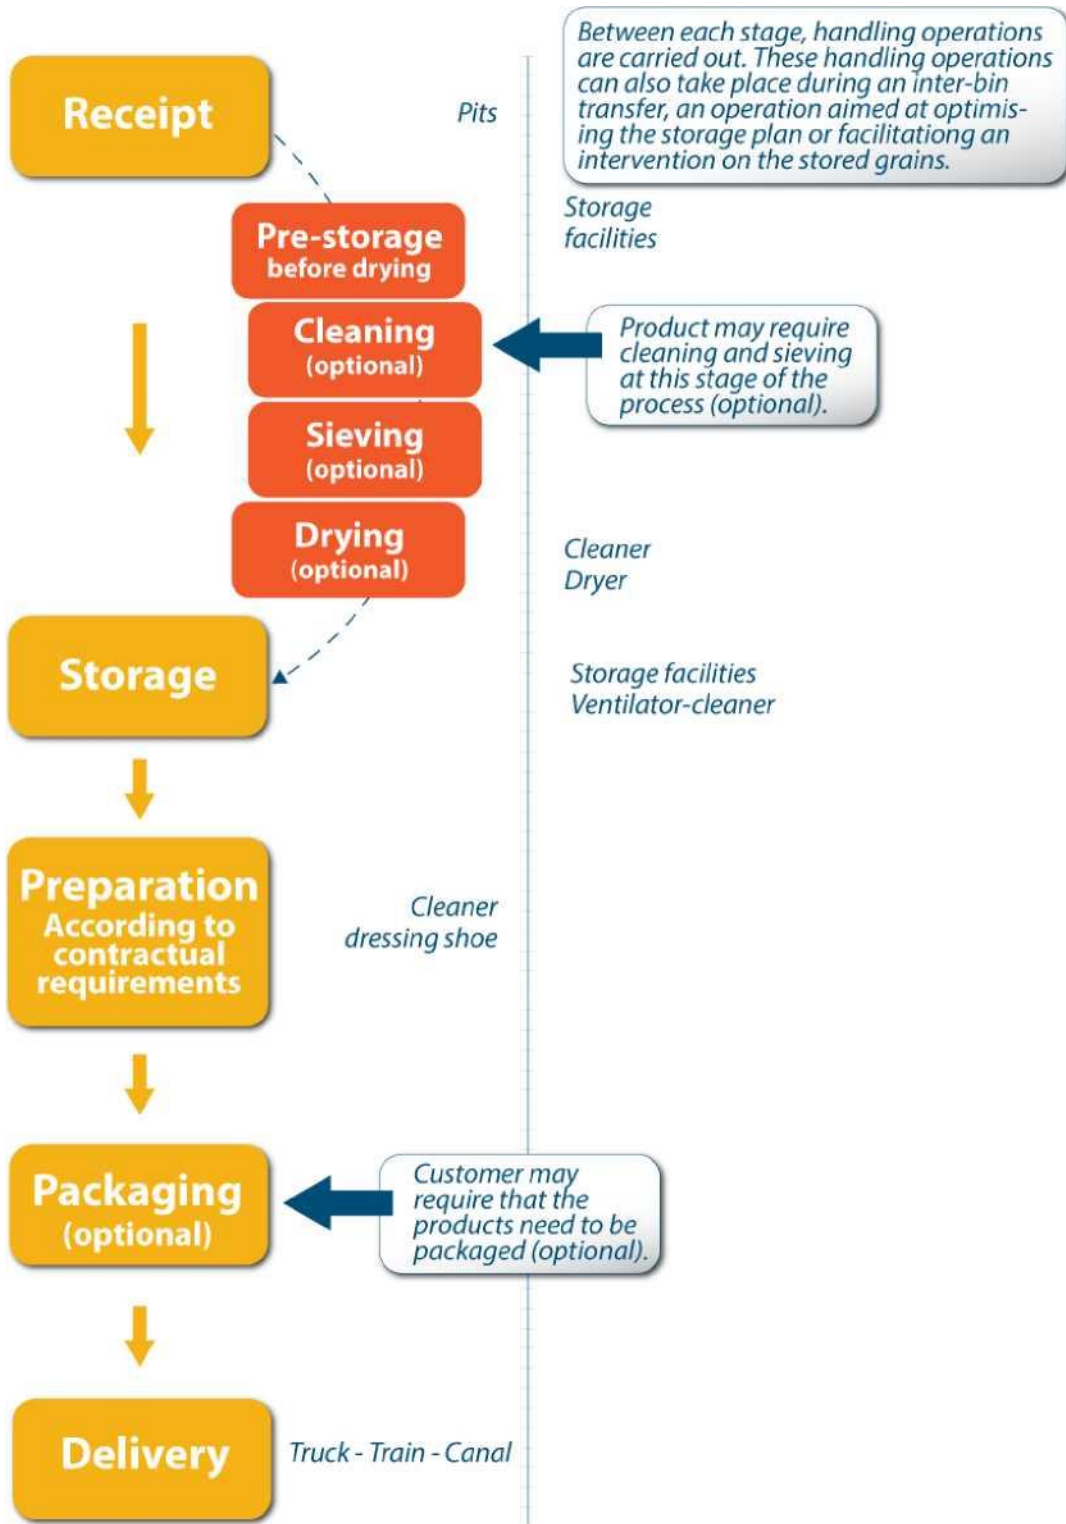 Receipt
Pits
Between each stage, handling operations
are carried out. These handling operations
can also take place during an inter-bin
transfer, an operation aimed at optimis-
ing the storage plan or facilitationg an
intervention on the stored grains.
Storage
facilities
Pre-storage
before drying
Cleaning
(optional)
Product may require
cleaning and sieving
at this stage of the
process (optional).
Sieving
(optional)
Drying
(optional)
Cleaner
Dryer
Storage
Storage facilities
Ventilator-cleaner
Preparation
According to
contractual
requirements
Cleaner
dressing shoe
Packaging
(optional)
Customer may
require that the
products need to be
packaged (optional).
Delivery
Truck - Train - Canal